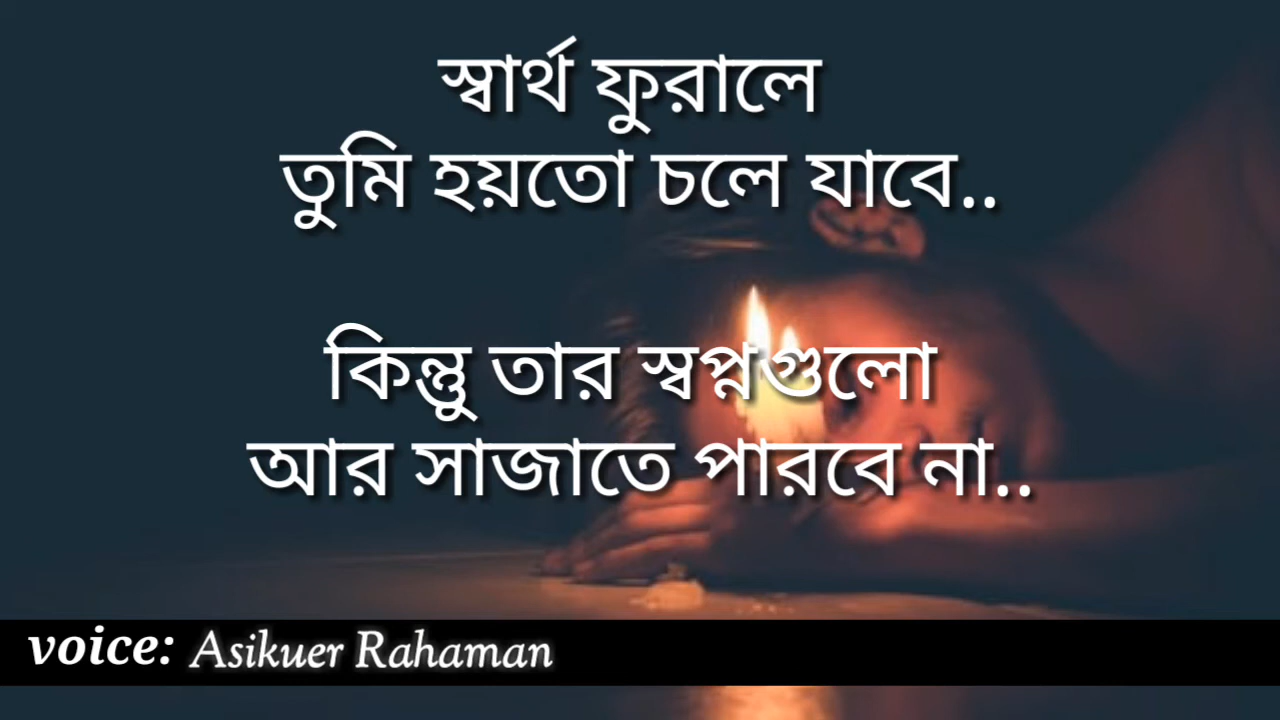 স্বার্থ ফুরালে
তুমি হয়তো চলে যাবে..
কিন্তু তার স্বপ্নগুলো
আর সাজাতে পারবে না..
voice: Asikuer Rahaman